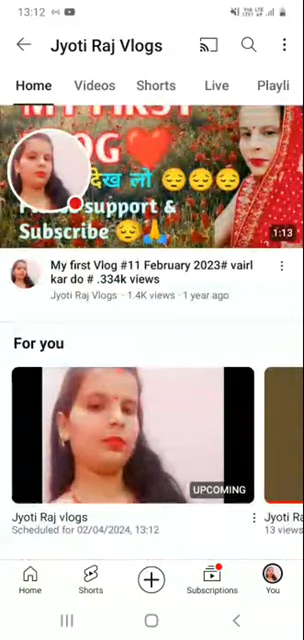 13:12
Jyoti Raj Vlogs
Home Videos Shorts Live Playli
MY FIRST
देख लो
support &
Subscribe
1:13
My first Vlog #11 February 2023# vairl
kar do # .334k views
Jyoti Raj Vlogs · 1.4K views · 1 year ago
For you
UPCOMING
Jyoti Raj vlogs
Scheduled for 02/04/2024, 13:12
Jyoti Ra
13 views
Home Shorts Subscriptions You